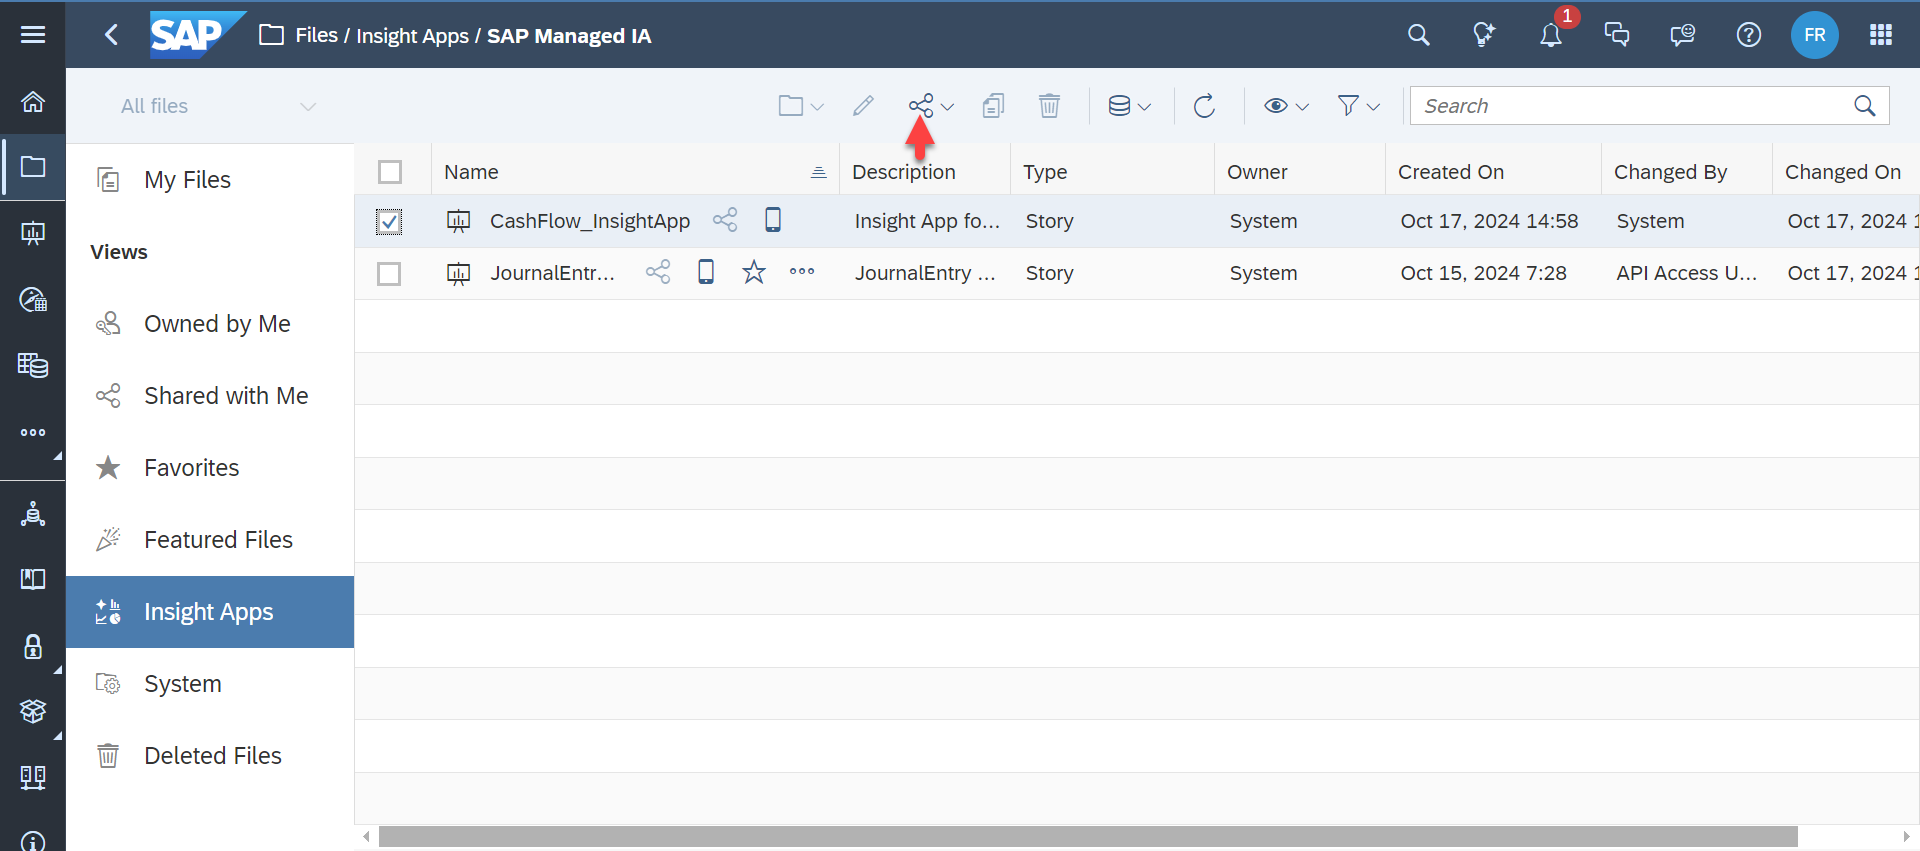 SAP Files / Insight Apps / SAP Managed IA 1 FR
All files Search
My Files
Views
Owned by Me
Shared with Me
Favorites
Featured Files
Insight Apps
System
Deleted Files
Name Description Type Owner Created On Changed By Changed On
CashFlow_InsightApp Insight App fo... Story System Oct 17, 2024 14:58 System Oct 17, 2024 1
JournalEntr... JournalEntry ... Story System Oct 15, 2024 7:28 API Access U... Oct 17, 2024 1